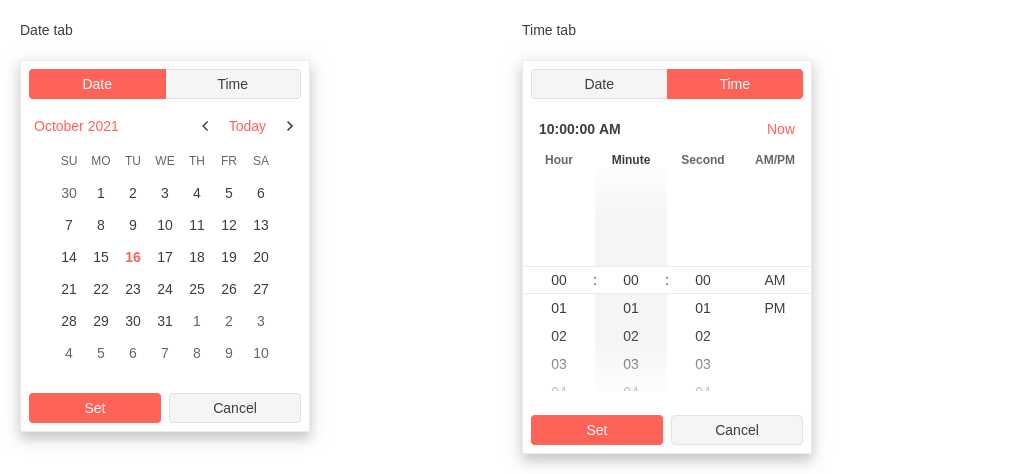 Date tab
Date Time
October 2021 Today
SU MO TU WE TH FR SA
30 1 2 3 4 5 6
7 8 9 10 11 12 13
14 15 16 17 18 19 20
21 22 23 24 25 26 27
28 29 30 31 1 2 3
4 5 6 7 8 9 10
Set Cancel
Time tab
Date Time
10:00:00 AM Now
Hour Minute Second AM/PM
00 : 00 : 00 AM
01 01 01 PM
02 02 02
03 03 03
04 04 04
Set Cancel